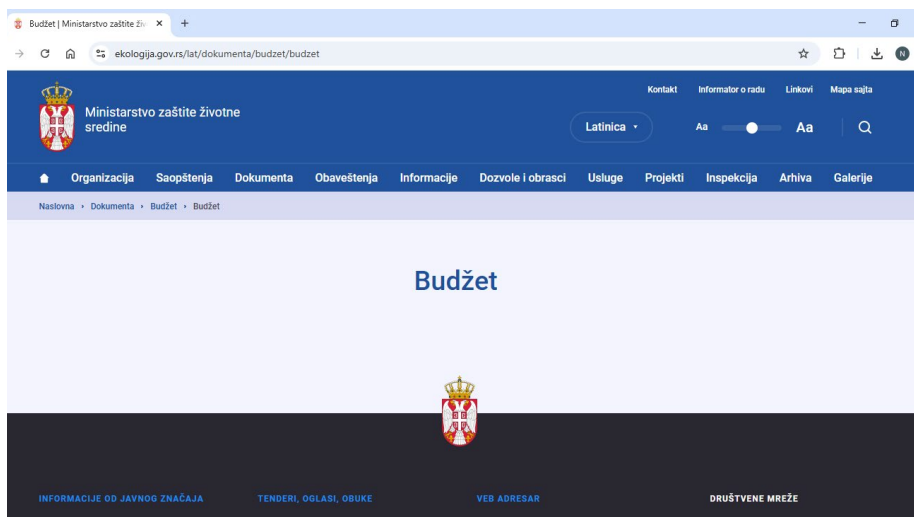 Budžet | Ministarstvo zaštite živ
ekologija.gov.rs/lat/dokumenta/budzet/budzet
N
Kontakt Informator o radu Linkovi Mapa sajta
Ministarstvo zaštite životne
sredine
Latinica
Aa Aa
Organizacija Saopštenja Dokumenta Obaveštenja Informacije Dozvole i obrasci Usluge Projekti Inspekcija Arhiva Galerije
Naslovna Dokumenta Budžet Budžet
Budžet
INFORMACIJE OD JAVNOG ZNAČAJA TENDERI, OGLASI, OBUKE VEB ADRESAR DRUŠTVENE MREŽE